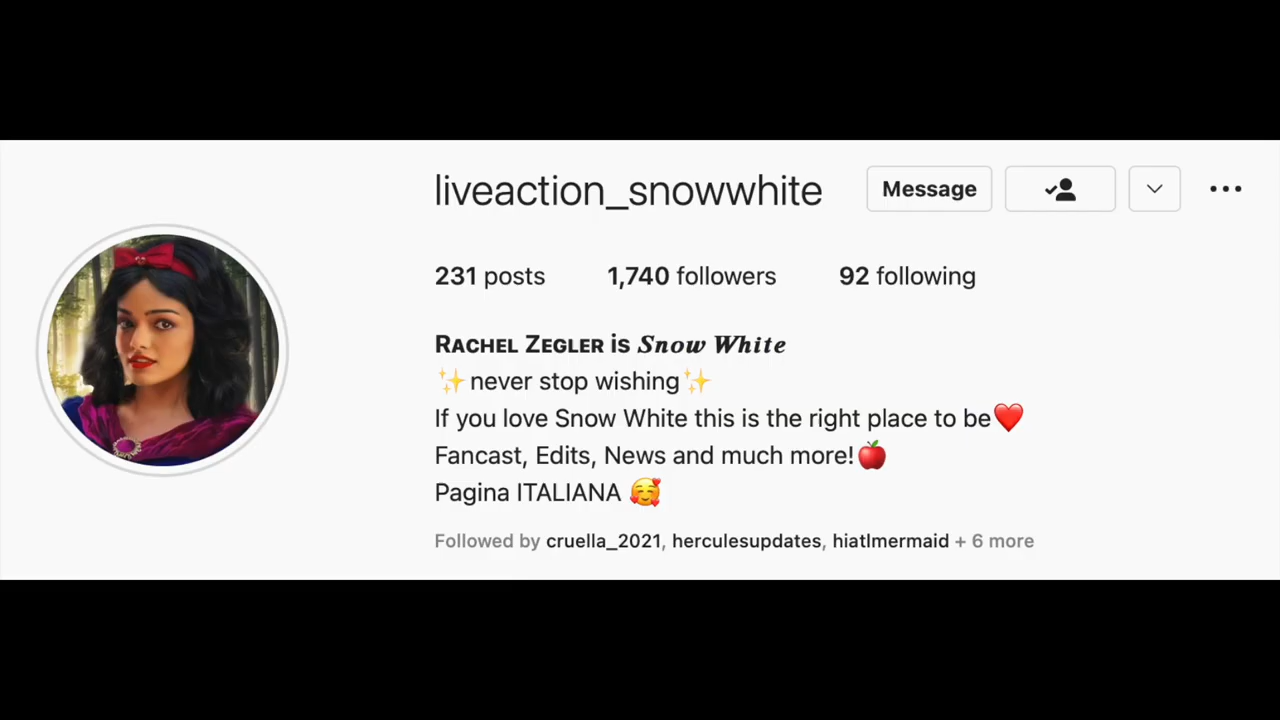 liveaction_snowwhite Message
231 posts 1,740 followers 92 following
RACHEL ZEGLER is Snow White
✨never stop wishing✨
If you love Snow White this is the right place to be❤️
Fancast, Edits, News and much more!🍎
Pagina ITALIANA 🥰
Followed by cruella_2021, herculesupdates, hiatlmermaid + 6 more